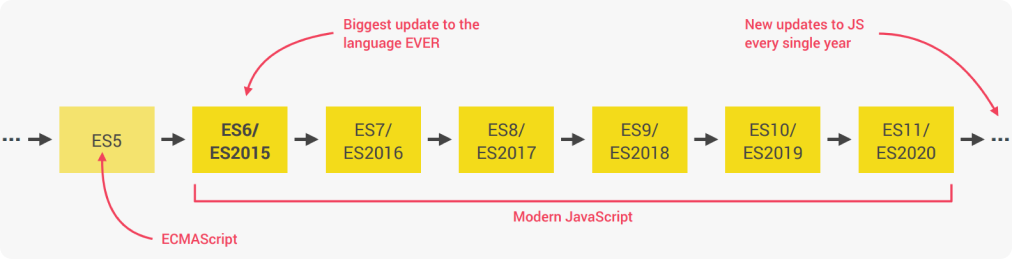 Biggest update to the
language EVER
New updates to JS
every single year
...
ES5
ES6/
ES2015
ES7/
ES2016
ES8/
ES2017
ES9/
ES2018
ES10/
ES2019
ES11/
ES2020
...
Modern JavaScript
ECMAScript